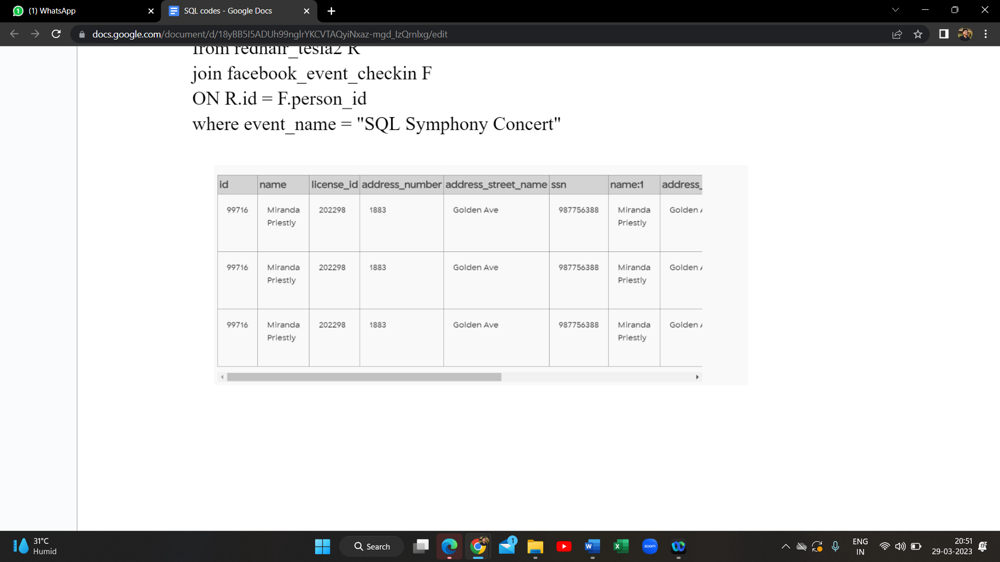 (1) WhatsApp
SQL codes - Google Docs
docs.google.com/document/d/18yBB5I5ADUh99nglrYKCVTAQyiNxaz-mgd_IzQrnlxg/edit
from redhair_tesla2 R
join facebook_event_checkin F
ON R.id = F.person_id
where event_name = "SQL Symphony Concert"
id name license_id address_number address_street_name ssn name:1 address_
99716 Miranda Priestly 202298 1883 Golden Ave 987756388 Miranda Priestly Golden
99716 Miranda Priestly 202298 1883 Golden Ave 987756388 Miranda Priestly Golden
99716 Miranda Priestly 202298 1883 Golden Ave 987756388 Miranda Priestly Golden
31°C
Humid
Search
1
zoom
ENG
IN
20:51
29-03-2023